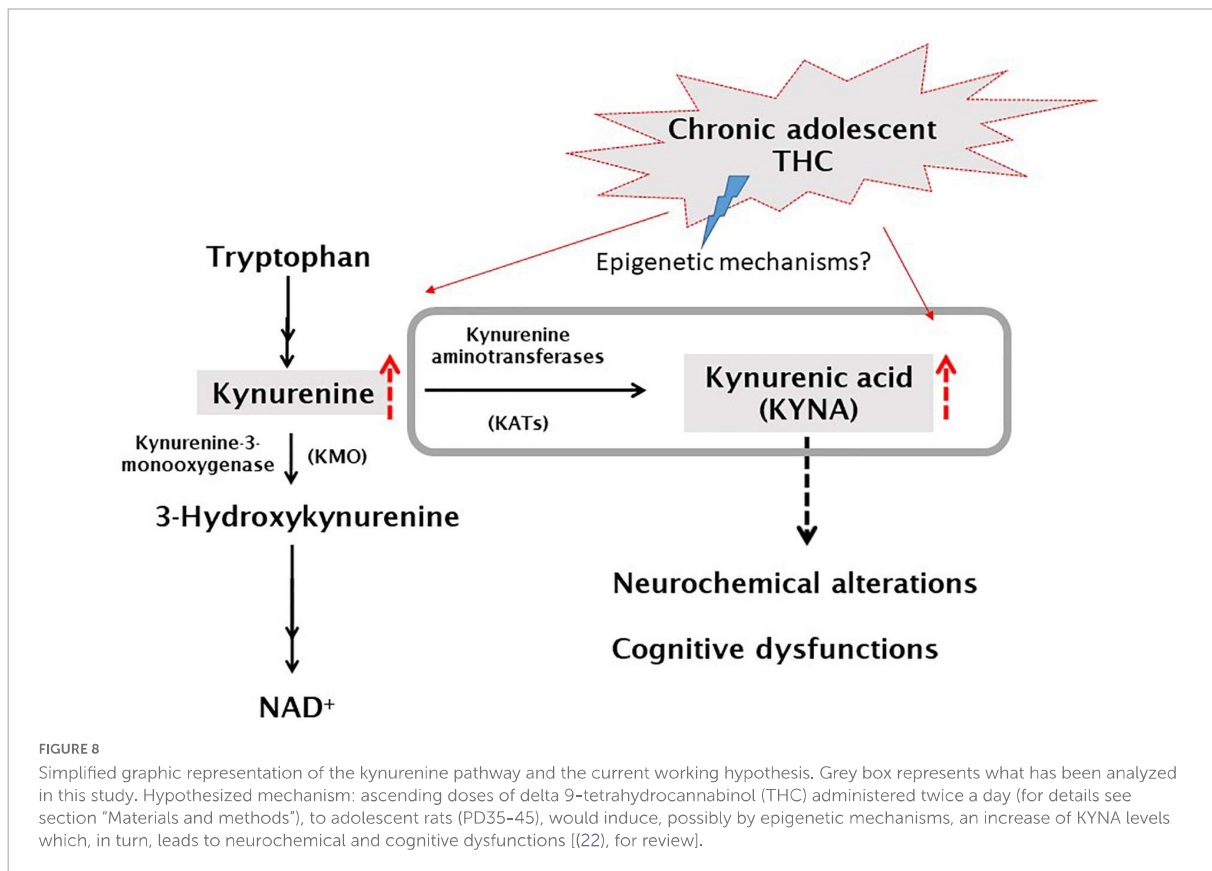 Chronic adolescent
THC
Epigenetic mechanisms?
Tryptophan
Kynurenine
aminotransferases
(KATs)
Kynurenine
Kynurenic acid
(KYNA)
Kynurenine-3-
monooxygenase
(KMO)
3-Hydroxykynurenine
NAD+
Neurochemical alterations
Cognitive dysfunctions
FIGURE 8
Simplified graphic representation of the kynurenine pathway and the current working hypothesis. Grey box represents what has been analyzed
in this study. Hypothesized mechanism: ascending doses of delta 9-tetrahydrocannabinol (THC) administered twice a day (for details see
section "Materials and methods"), to adolescent rats (PD35-45), would induce, possibly by epigenetic mechanisms, an increase of KYNA levels
which, in turn, leads to neurochemical and cognitive dysfunctions [(22), for review].